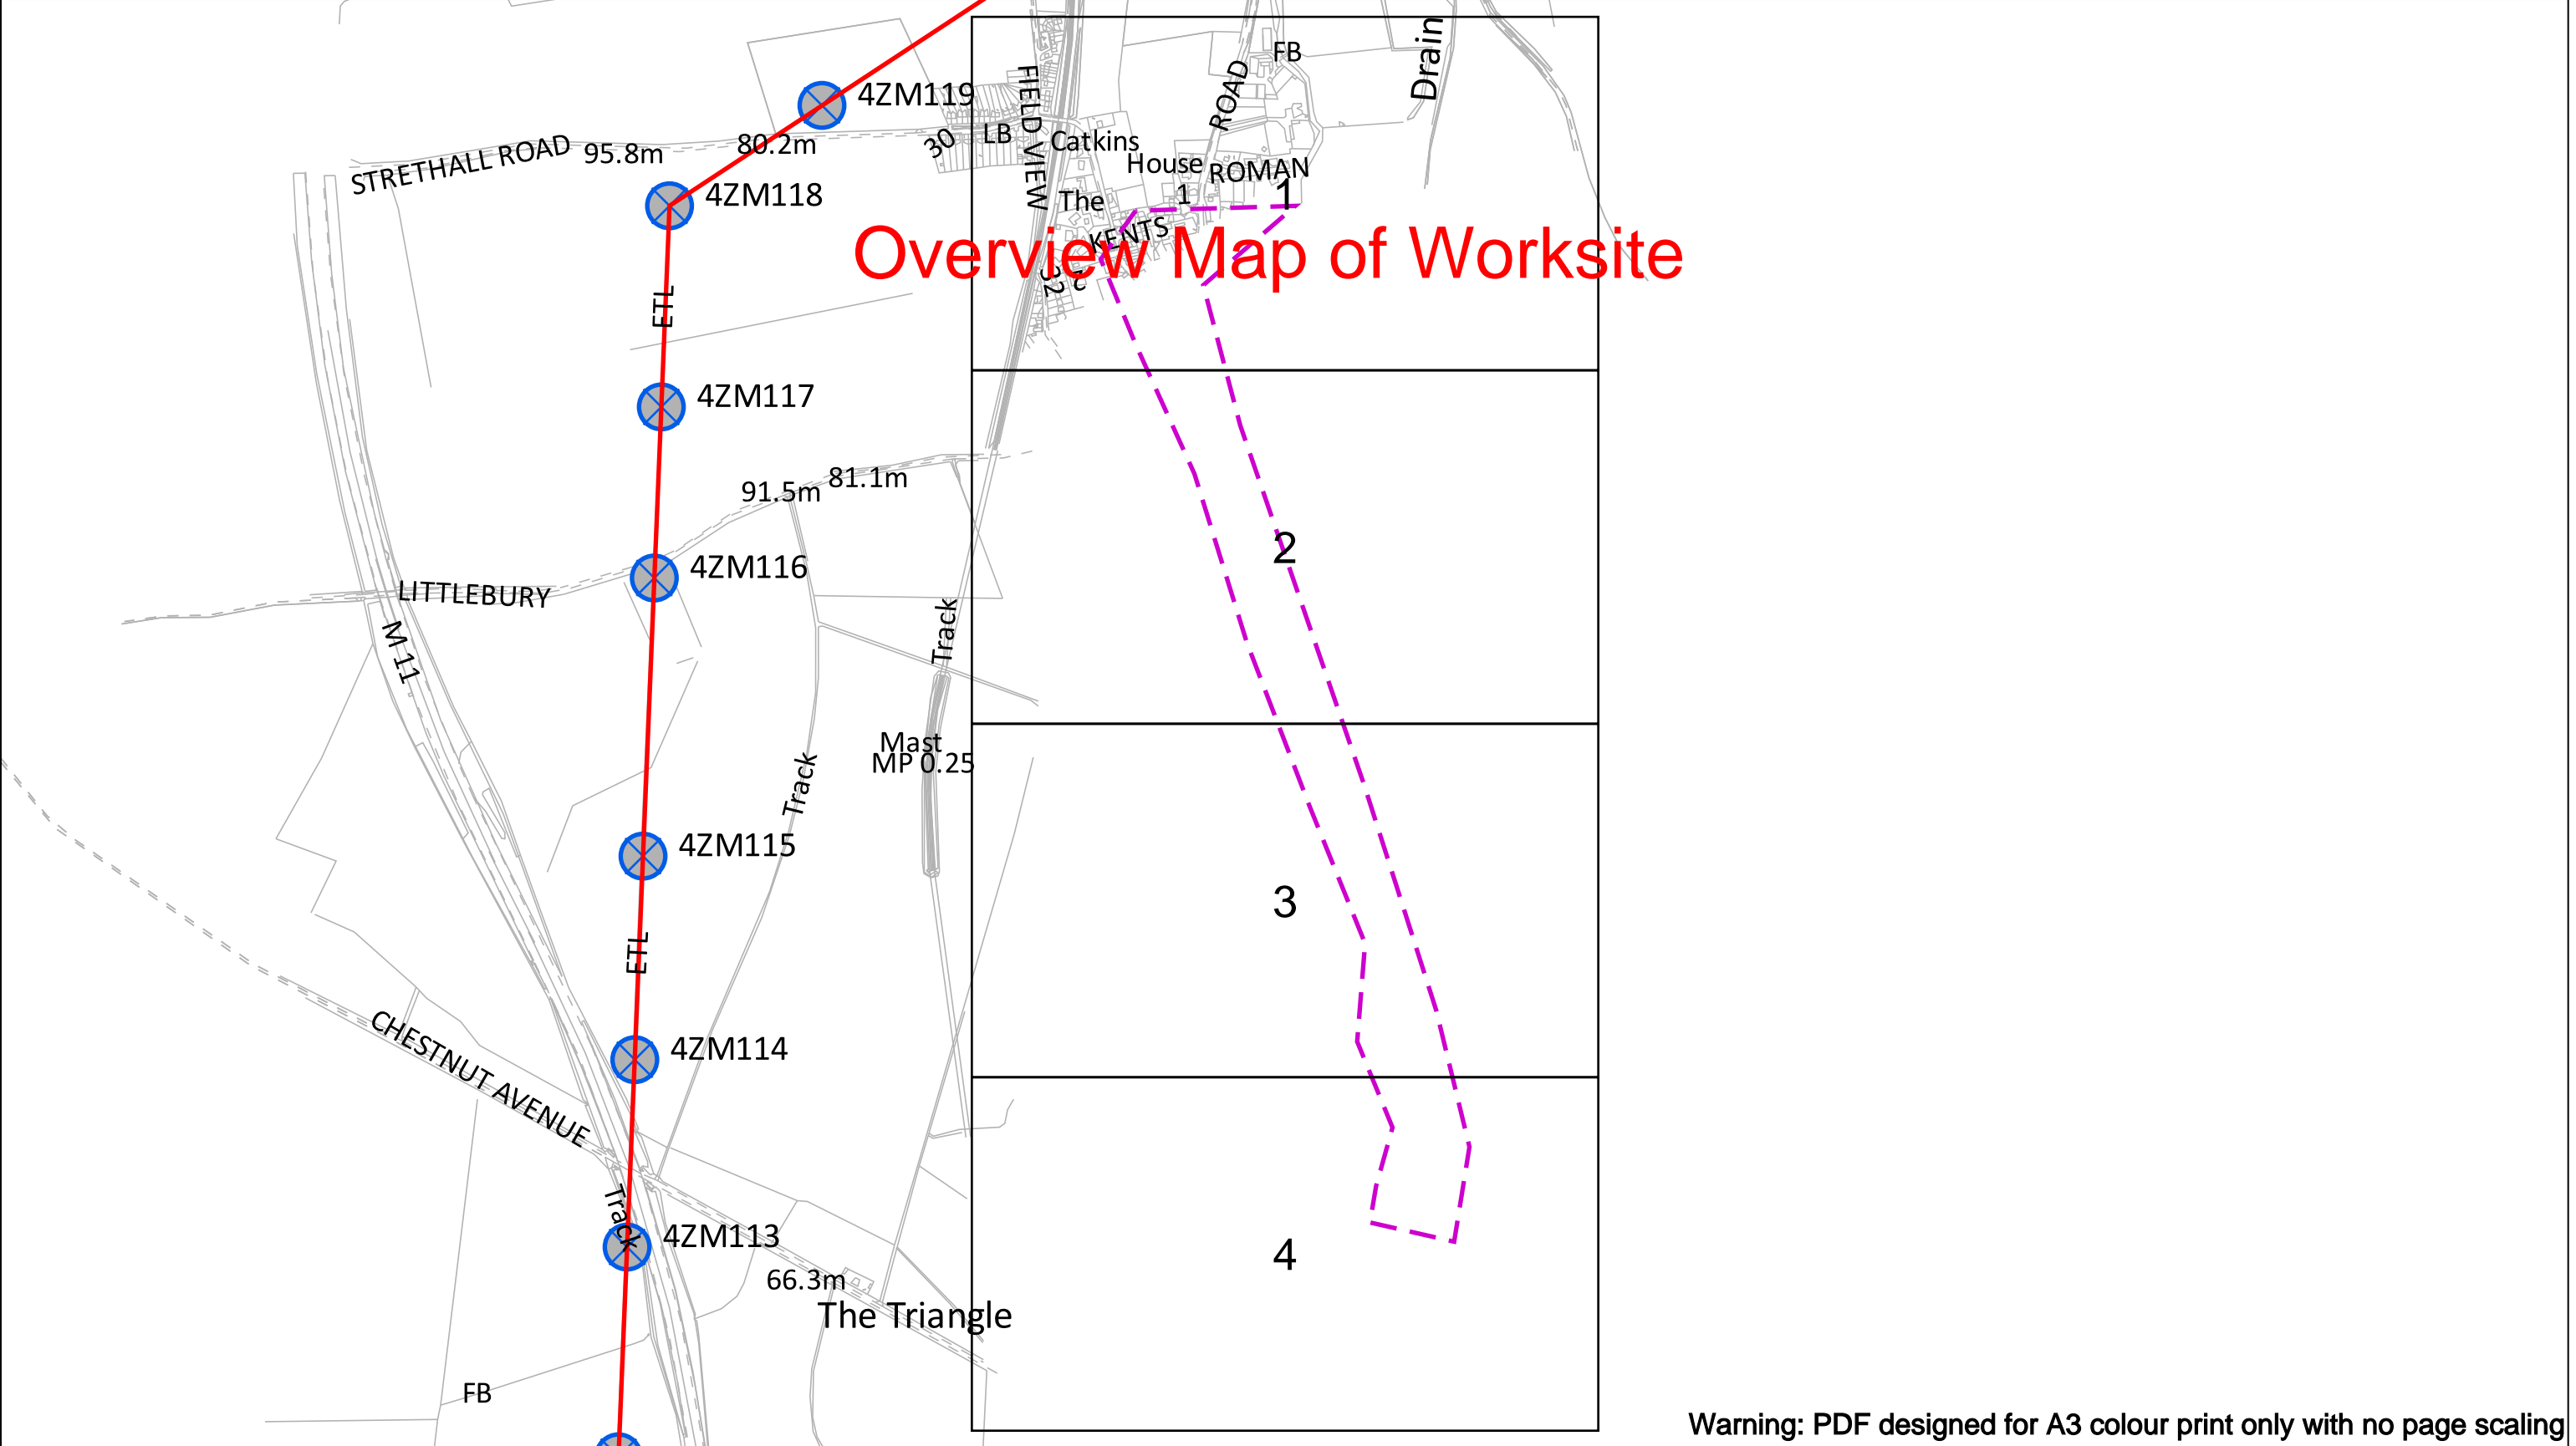 FB
Drain
4ZM119
FIELD VIEW
ROAD
STRETHALL ROAD
95.8m
80.2m
30
LB
Catkins
House
ROMAN
4ZM118
The
1
1
KENTS
Overview Map of Worksite
32
2
ETL
4ZM117
91.5m
81.1m
2
4ZM116
LITTLEBURY
M 11
Track
Mast
MP 0.25
Track
4ZM115
3
ETL
CHESTNUT AVENUE
4ZM114
Track
4ZM113
4
66.3m
The Triangle
FB
Warning: PDF designed for A3 colour print only with no page scaling